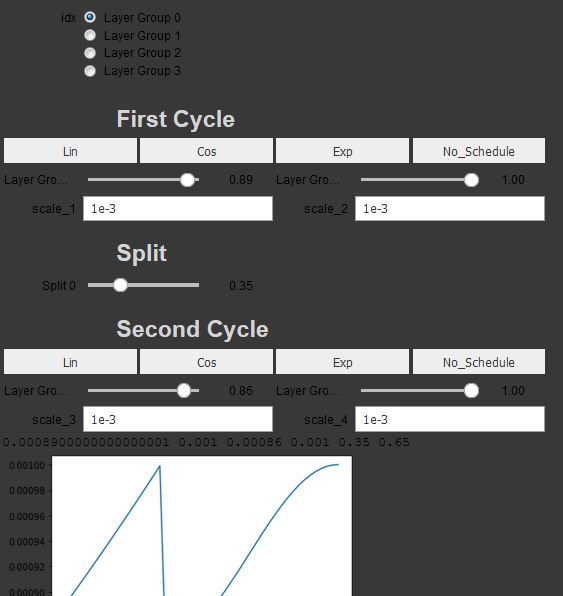 idx Layer Group 0
Layer Group 1
Layer Group 2
Layer Group 3
First Cycle
Lin Cos Exp No_Schedule
Layer Gro... 0.89 Layer Gro... 1.00
scale_1 1e-3 scale_2 1e-3
Split
Split 0 0.35
Second Cycle
Lin Cos Exp No_Schedule
Layer Gro... 0.86 Layer Gro... 1.00
scale_3 1e-3 scale_4 1e-3
0.0008900000000000001 0.001 0.00086 0.001 0.35 0.65
0.00100
0.00098
0.00096
0.00094
0.00092
0.00090